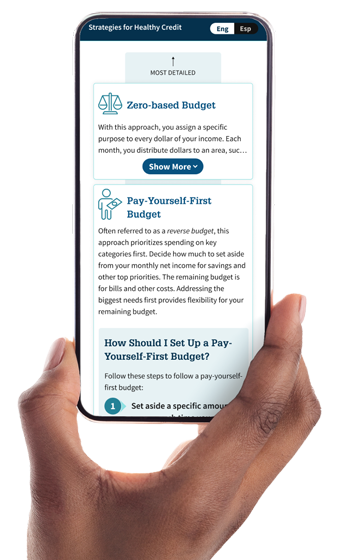 Strategies for Healthy Credit
Eng Esp
MOST DETAILED
Zero-based Budget
With this approach, you assign a specific
purpose to every dollar of your income. Each
month, you distribute dollars to an area, suc...
Show More
Pay-Yourself-First
Budget
Often referred to as a reverse budget, this
approach prioritizes spending on key
categories first. Decide how much to set aside
from your monthly net income for savings and
other top priorities. The remaining budget is
for bills and other costs. Addressing the
biggest needs first provides flexibility for your
remaining budget.
How Should I Set Up a Pay-
Yourself-First Budget?
Follow these steps to follow a pay-yourself-
first budget:
1 Set aside a specific